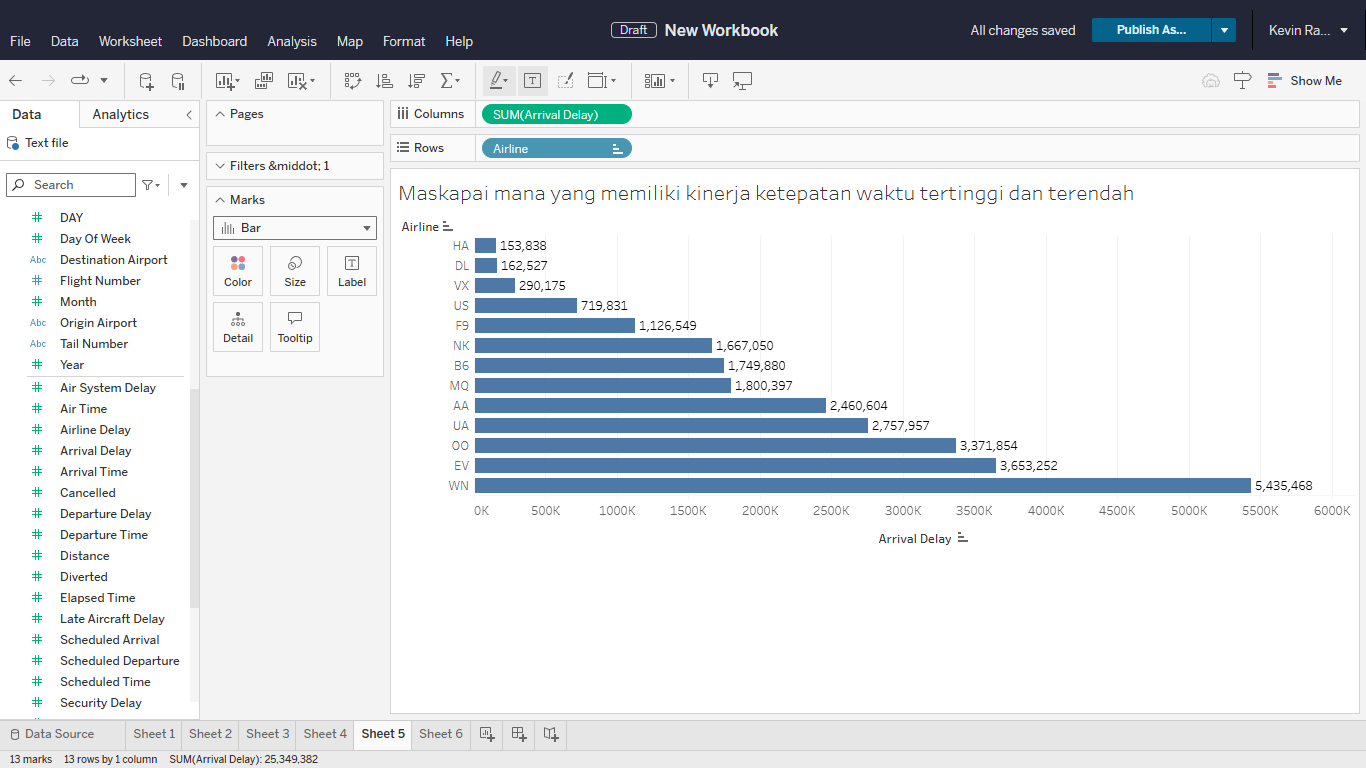 Draft New Workbook
All changes saved
Publish As...
Kevin Ra...
File Data Worksheet Dashboard Analysis Map Format Help
Show Me
Data Analytics
Text file
Search
DAY
Day Of Week
Abc Destination Airport
Flight Number
Month
Abc Origin Airport
Abc Tail Number
Year
Air System Delay
Air Time
Airline Delay
Arrival Delay
Arrival Time
Cancelled
Departure Delay
Departure Time
Distance
Diverted
Elapsed Time
Late Aircraft Delay
Scheduled Arrival
Scheduled Departure
Scheduled Time
Security Delay
Pages
Filters &middot; 1
Marks
Bar
Color Size Label
Detail Tooltip
Columns SUM(Arrival Delay)
Rows Airline
Maskapai mana yang memiliki kinerja ketepatan waktu tertinggi dan terendah
Airline
HA 153,838
DL 162,527
VX 290,175
US 719,831
F9 1,126,549
NK 1,667,050
B6 1,749,880
MQ 1,800,397
AA 2,460,604
UA 2,757,957
OO 3,371,854
EV 3,653,252
WN 5,435,468
0K 500K 1000K 1500K 2000K 2500K 3000K 3500K 4000K 4500K 5000K 5500K 6000K
Arrival Delay
Data Source Sheet 1 Sheet 2 Sheet 3 Sheet 4 Sheet 5 Sheet 6
13 marks 13 rows by 1 column SUM(Arrival Delay): 25,349,382